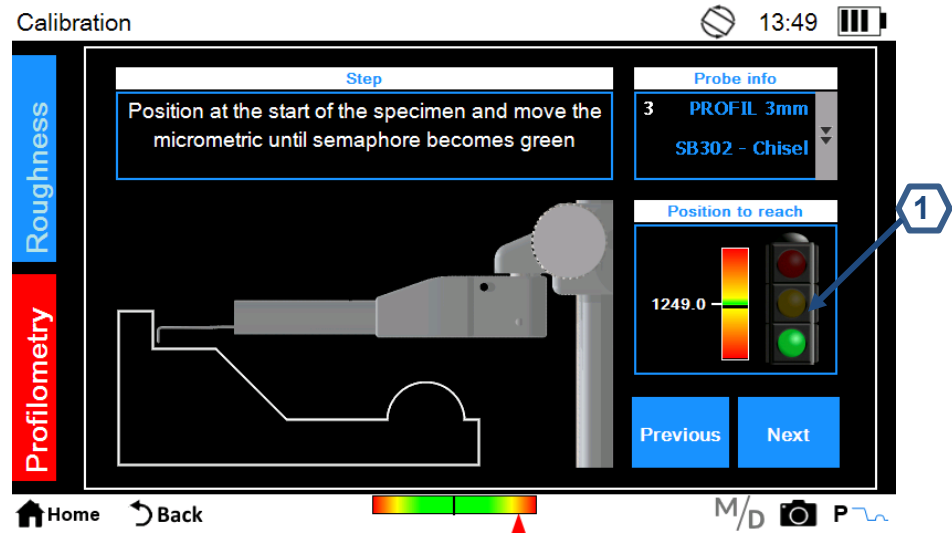 Calibration
13:49
Roughness
Profilometry
Step
Position at the start of the specimen and move the
micrometric until semaphore becomes green
Probe info
3 PROFIL 3mm
SB302 - Chisel
Position to reach
1249.0
1
Previous
Next
Home
Back
M/D
P